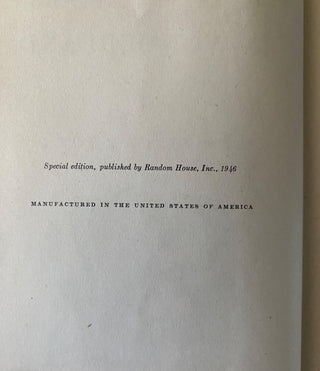 Special edition, published by Random House, Inc., 1946
MANUFACTURED IN THE UNITED STATES OF AMERICA